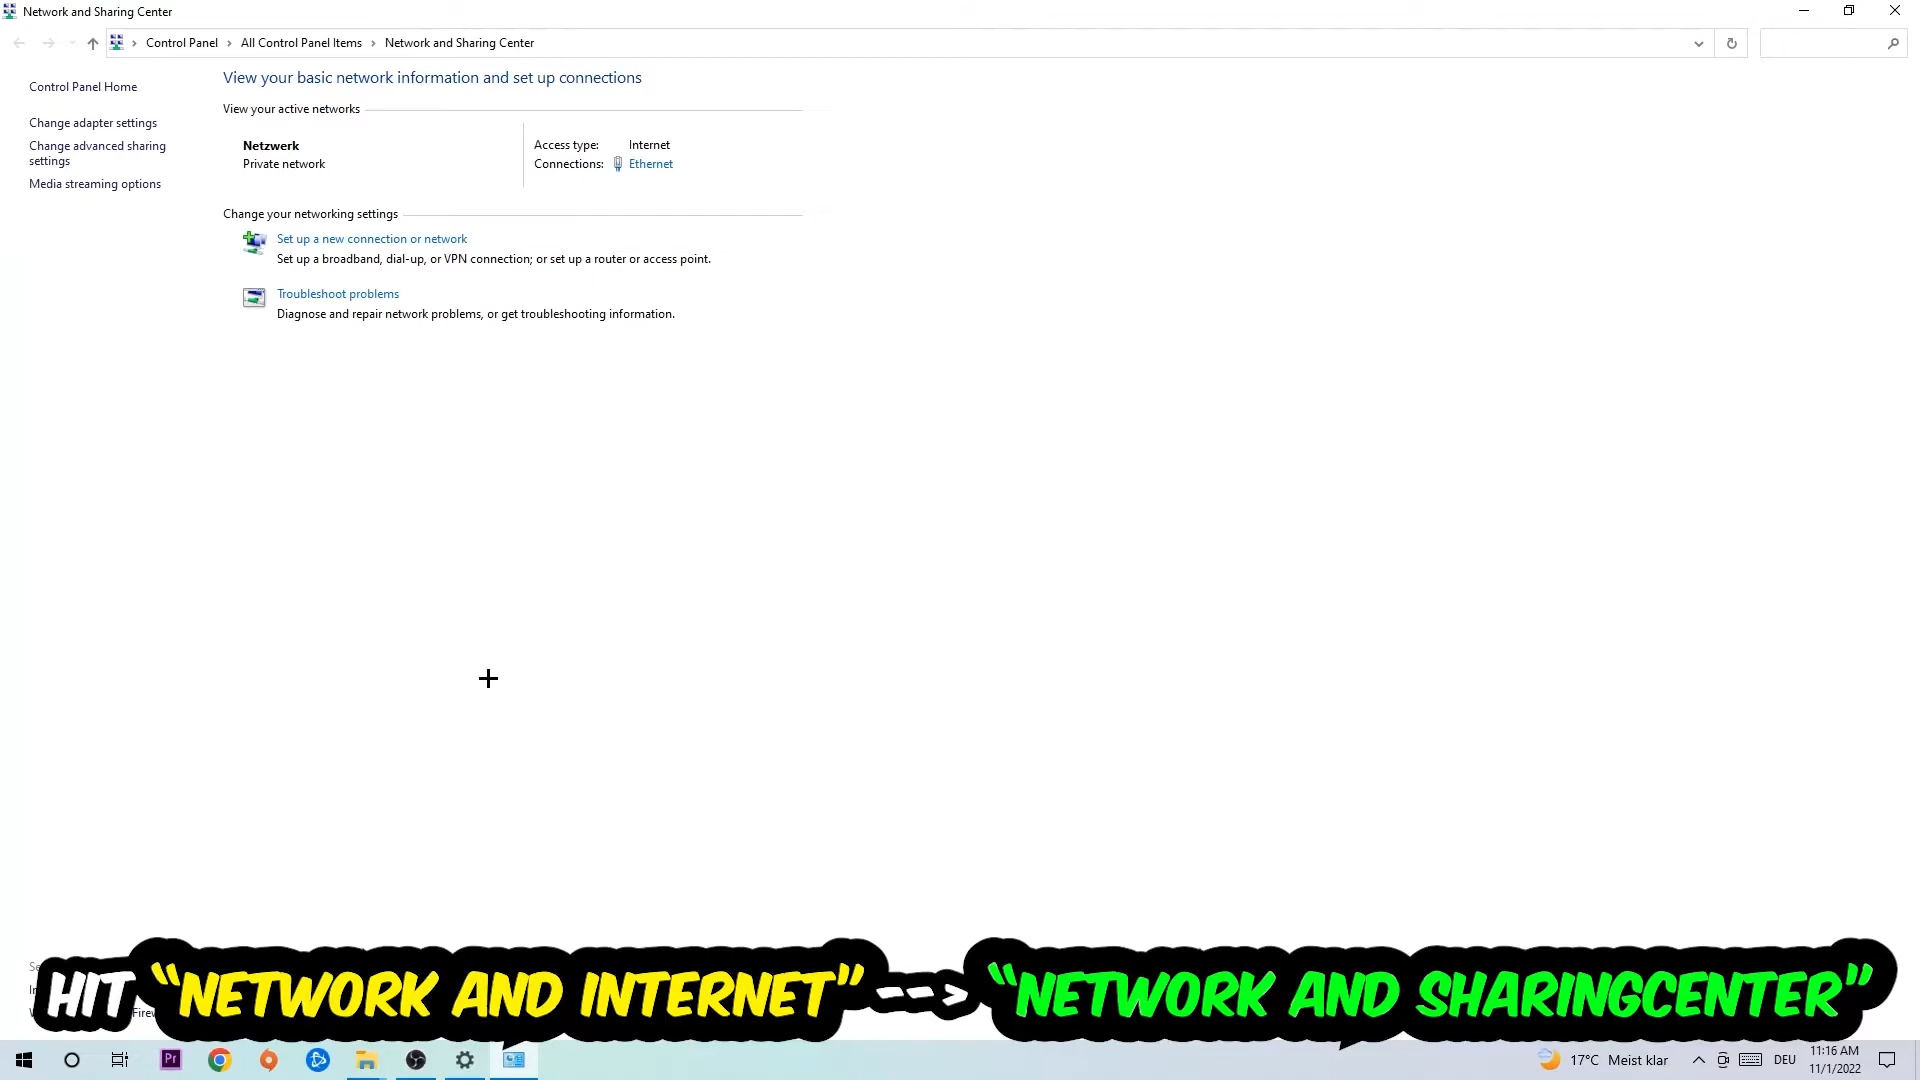 Network and Sharing Center
Control Panel
All Control Panel Items
Network and Sharing Center
Control Panel Home
Change adapter settings
Change advanced sharing
settings
Media streaming options
View your basic network information and set up connections
View your active networks
Netzwerk
Private network
Access type: Internet
Connections: Ethernet
Change your networking settings
Set up a new connection or network
Set up a broadband, dial-up, or VPN connection; or set up a router or access point.
Troubleshoot problems
Diagnose and repair network problems, or get troubleshooting information.
HIT “NETWORK AND INTERNET” ---> “NETWORK AND SHARINGCENTER”
Pr
17°C Meist klar
DEU
11:16 AM
11/1/2022